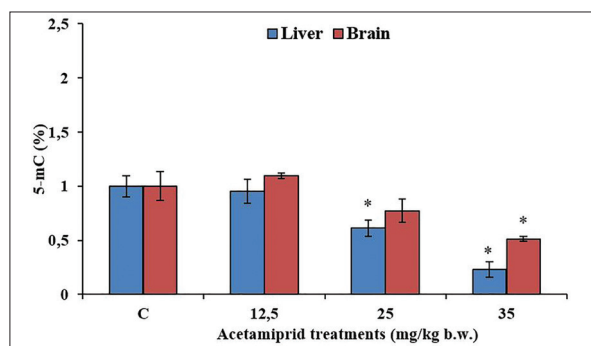 Liver Brain
2,5
2
1,5
1
0,5
0
5-mC (%)
*
* *
C 12,5 25 35
Acetamiprid treatments (mg/kg b.w.)